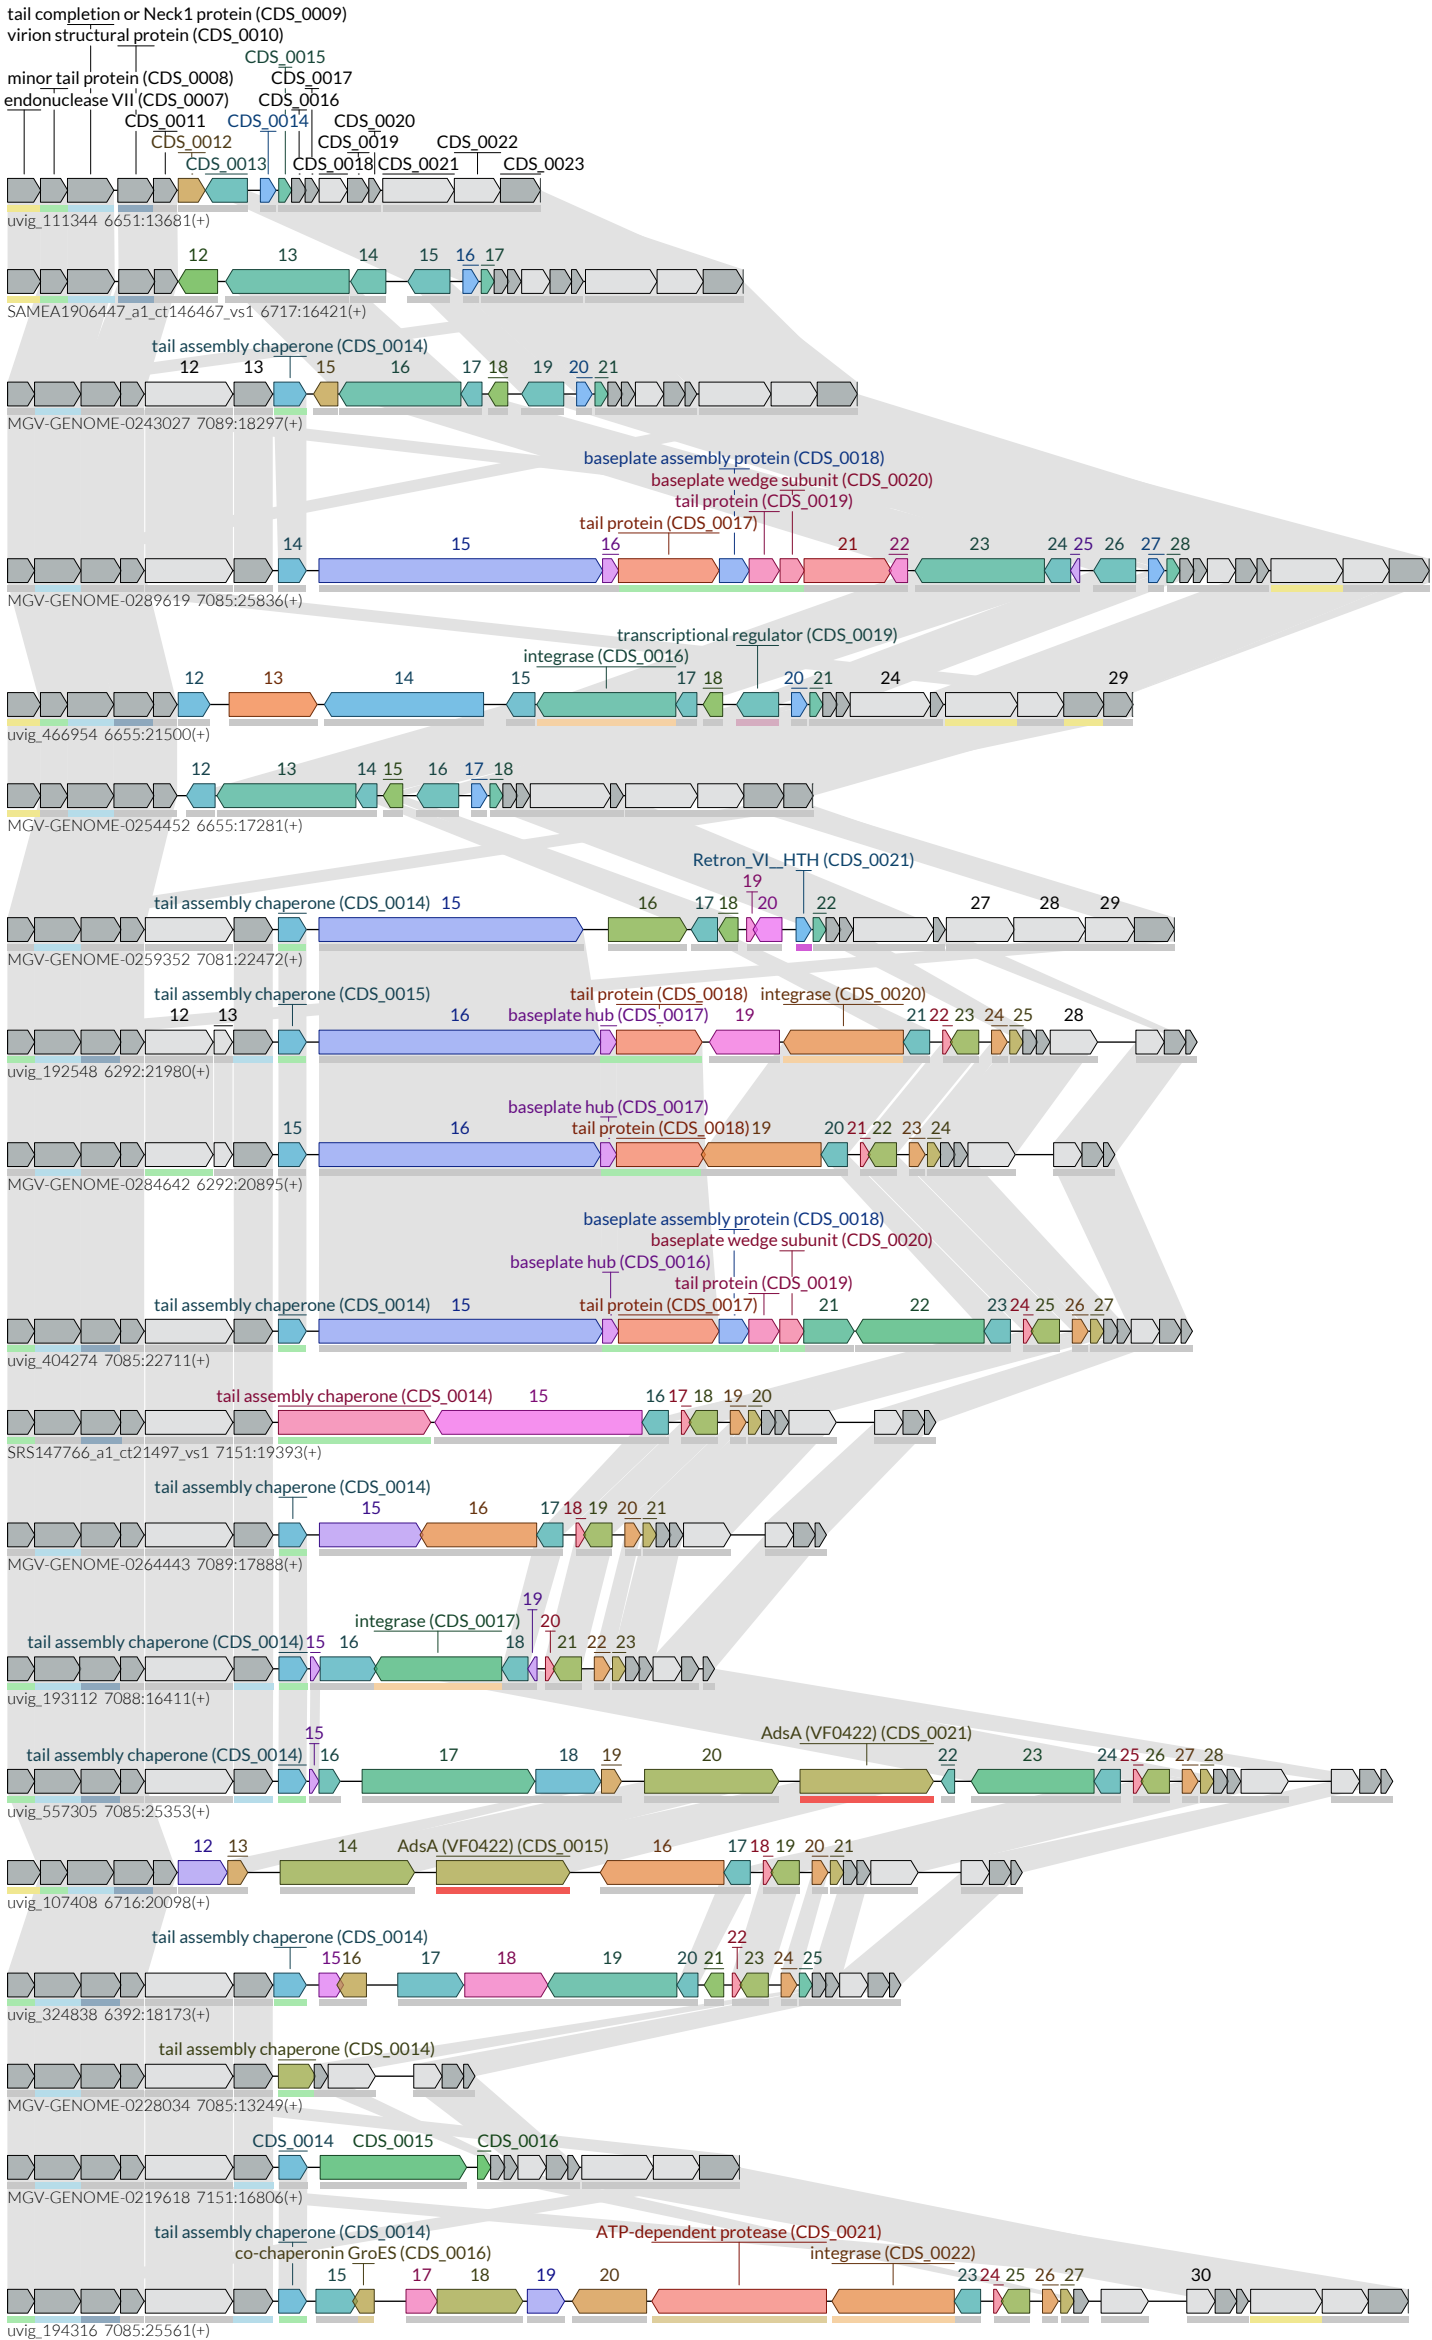 tail completion or Neck1 protein (CDS_0009)
virion structural protein (CDS_0010)
CDS_0015
minor tail protein (CDS_0008) CDS_0017
endonuclease VII (CDS_0007) CDS_0016
CDS_0011 CDS_0014 CDS_0020
CDS_0012 CDS_0019 CDS_0022
CDS_0013 CDS_0018 CDS_0021 CDS_0023
uvig_111344 6651:13681(+)
12 13 14 15 16 17
SAMEA1906447_a1_ct146467_vs1 6717:16421(+)
tail assembly chaperone (CDS_0014)
12 13 15 16 17 18 19 20 21
MGV-GENOME-0243027 7089:18297(+)
baseplate assembly protein (CDS_0018)
baseplate wedge subunit (CDS_0020)
tail protein (CDS_0019)
tail protein (CDS_0017)
14 15 16 21 22 23 24 25 26 27 28
MGV-GENOME-0289619 7085:25836(+)
transcriptional regulator (CDS_0019)
integrase (CDS_0016)
12 13 14 15 17 18 20 21 24 29
uvig_466954 6655:21500(+)
12 13 14 15 16 17 18
MGV-GENOME-0254452 6655:17281(+)
Retron_VI__HTH (CDS_0021)
19
tail assembly chaperone (CDS_0014) 15 16 17 18 20 22 27 28 29
MGV-GENOME-0259352 7081:22472(+)
tail assembly chaperone (CDS_0015) tail protein (CDS_0018) integrase (CDS_0020)
12 13 16 baseplate hub (CDS_0017) 19 21 22 23 24 25 28
uvig_192548 6292:21980(+)
baseplate hub (CDS_0017)
15 16 tail protein (CDS_0018) 19 20 21 22 23 24
MGV-GENOME-0284642 6292:20895(+)
baseplate assembly protein (CDS_0018)
baseplate wedge subunit (CDS_0020)
baseplate hub (CDS_0016)
tail protein (CDS_0019)
tail assembly chaperone (CDS_0014) 15 tail protein (CDS_0017) 21 22 23 24 25 26 27
uvig_404274 7085:22711(+)
tail assembly chaperone (CDS_0014) 15 16 17 18 19 20
SRS147766_a1_ct21497_vs1 7151:19393(+)
tail assembly chaperone (CDS_0014)
15 16 17 18 19 20 21
MGV-GENOME-0264443 7089:17888(+)
19
integrase (CDS_0017) 20
tail assembly chaperone (CDS_0014) 15 16 18 21 22 23
uvig_193112 7088:16411(+)
15 AdsA (VF0422) (CDS_0021)
tail assembly chaperone (CDS_0014) 16 17 18 19 20 22 23 24 25 26 27 28
uvig_557305 7085:25353(+)
12 13 14 AdsA (VF0422) (CDS_0015) 16 17 18 19 20 21
uvig_107408 6716:20098(+)
tail assembly chaperone (CDS_0014) 22
15 16 17 18 19 20 21 23 24 25
uvig_324838 6392:18173(+)
tail assembly chaperone (CDS_0014)
MGV-GENOME-0228034 7085:13249(+)
CDS_0014 CDS_0015 CDS_0016
MGV-GENOME-0219618 7151:16806(+)
tail assembly chaperone (CDS_0014) ATP-dependent protease (CDS_0021)
co-chaperonin GroES (CDS_0016) integrase (CDS_0022)
15 17 18 19 20 23 24 25 26 27 30
uvig_194316 7085:25561(+)